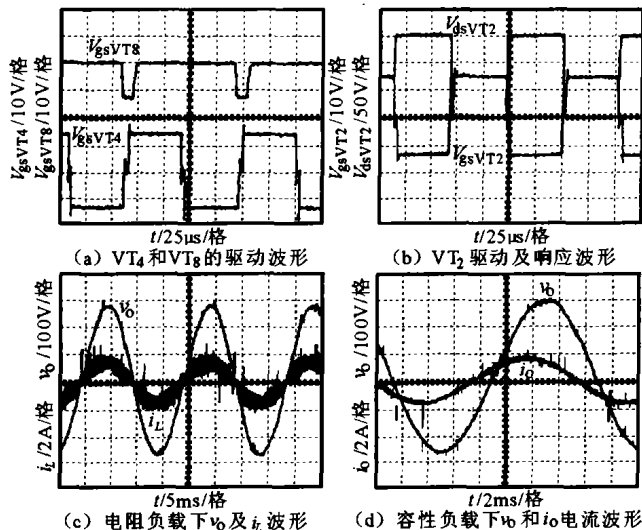 V_gsVT8
V_gsVT4
V_gsVT4/10V/格
V_gsVT8/10V/格
t/25μs/格
(a) VT₄和VT₈的驱动波形
V_dsVT2
V_gsVT2
V_gsVT2/10V/格
V_dsVT2/50V/格
t/25μs/格
(b) VT₂驱动及响应波形
v_o
i_L
v_o/100V/格
i_L/2A/格
t/5ms/格
(c) 电阻负载下v_o及i_L波形
v_o
i_o
v_o/100V/格
i_o/2A/格
t/2ms/格
(d) 容性负载下v_o和i_o电流波形